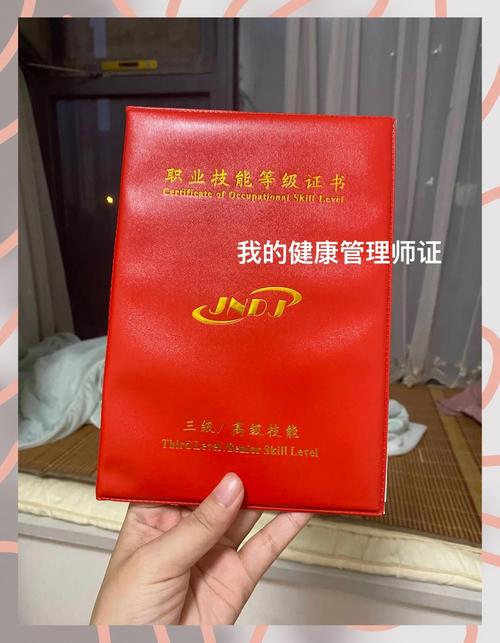 职业技能等级证书
Certificate of Occupational Skill Level
我的健康管理师证
JNDJ
三级/高级技能
Third Level/Senior Skill Level